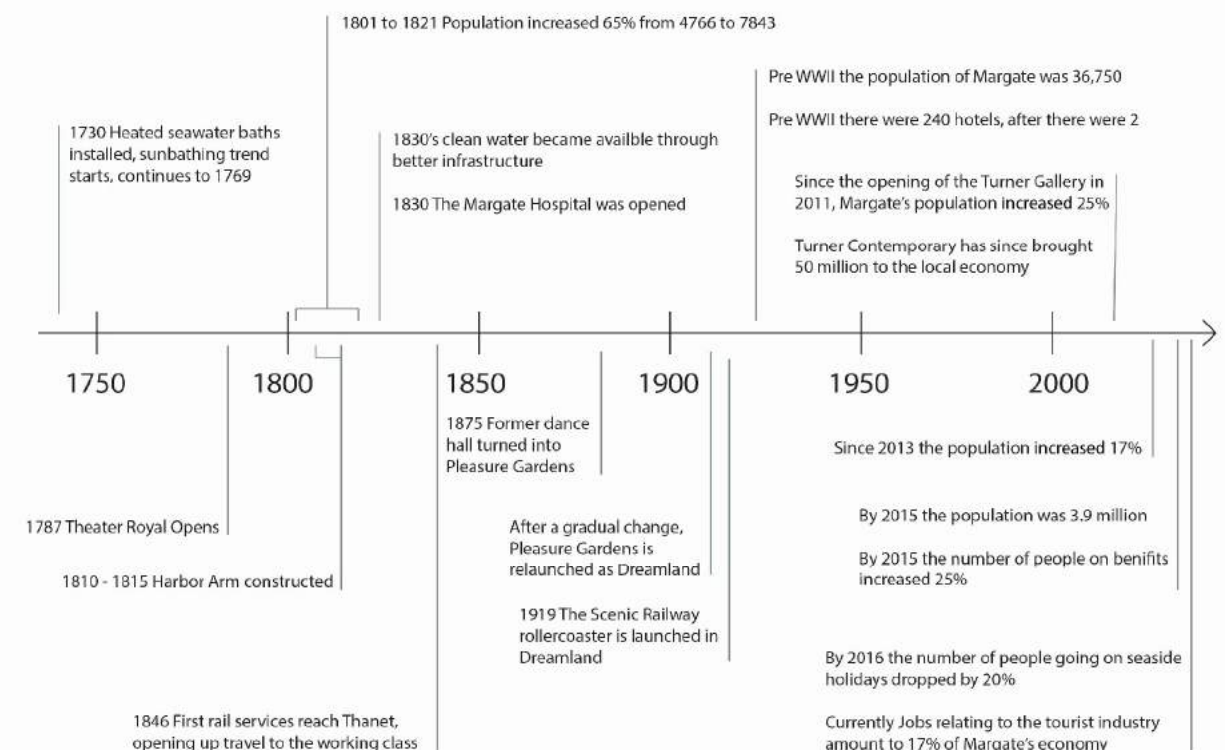 1801 to 1821 Population increased 65% from 4766 to 7843
Pre WWII the population of Margate was 36,750
Pre WWII there were 240 hotels, after there were 2
1730 Heated seawater baths
installed, sunbathing trend
starts, continues to 1769
1830's clean water became availble through
better infrastructure
1830 The Margate Hospital was opened
Since the opening of the Turner Gallery in
2011, Margate's population increased 25%
Turner Contemporary has since brought
50 million to the local economy
1750
1800
1850
1900
1950
2000
1875 Former dance
hall turned into
Pleasure Gardens
Since 2013 the population increased 17%
1787 Theater Royal Opens
1810 - 1815 Harbor Arm constructed
After a gradual change,
Pleasure Gardens is
relaunched as Dreamland
By 2015 the population was 3.9 million
By 2015 the number of people on benifits
increased 25%
1919 The Scenic Railway
rollercoaster is launched in
Dreamland
By 2016 the number of people going on seaside
holidays dropped by 20%
1846 First rail services reach Thanet,
opening up travel to the working class
Currently Jobs relating to the tourist industry
amount to 17% of Margate's economy